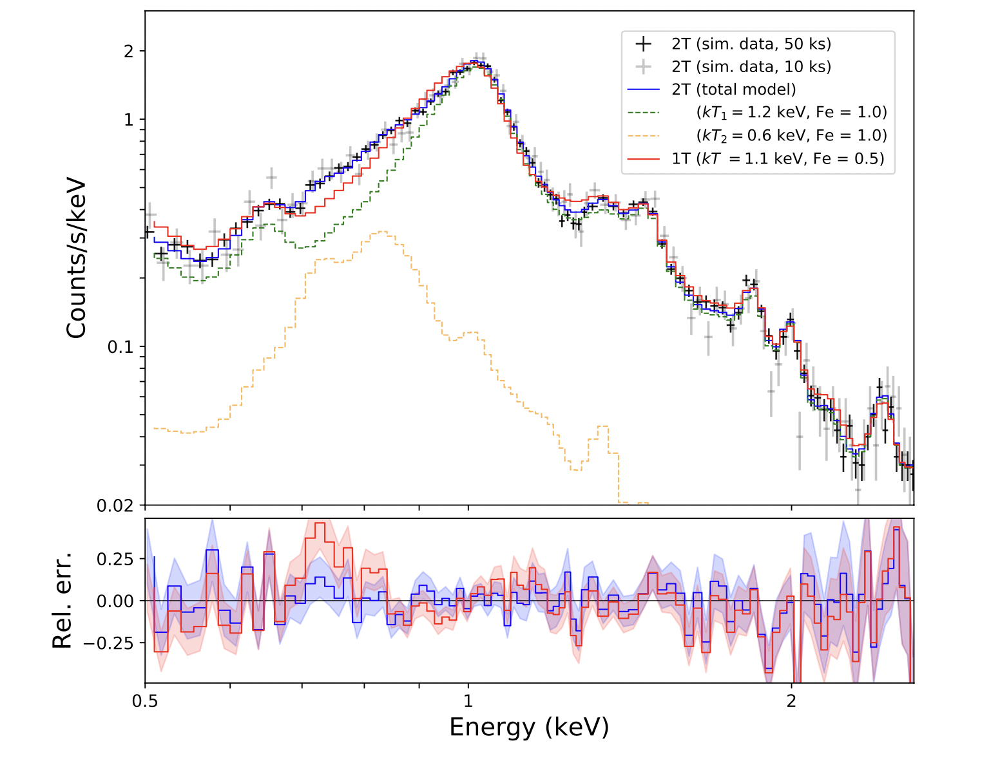 2T (sim. data, 50 ks)
2T (sim. data, 10 ks)
2T (total model)
(kT₁ = 1.2 keV, Fe = 1.0)
(kT₂ = 0.6 keV, Fe = 1.0)
1T (kT = 1.1 keV, Fe = 0.5)
Counts/s/keV
2
1
0.1
0.02
Rel. err.
0.25
0.00
−0.25
0.5
1
2
Energy (keV)